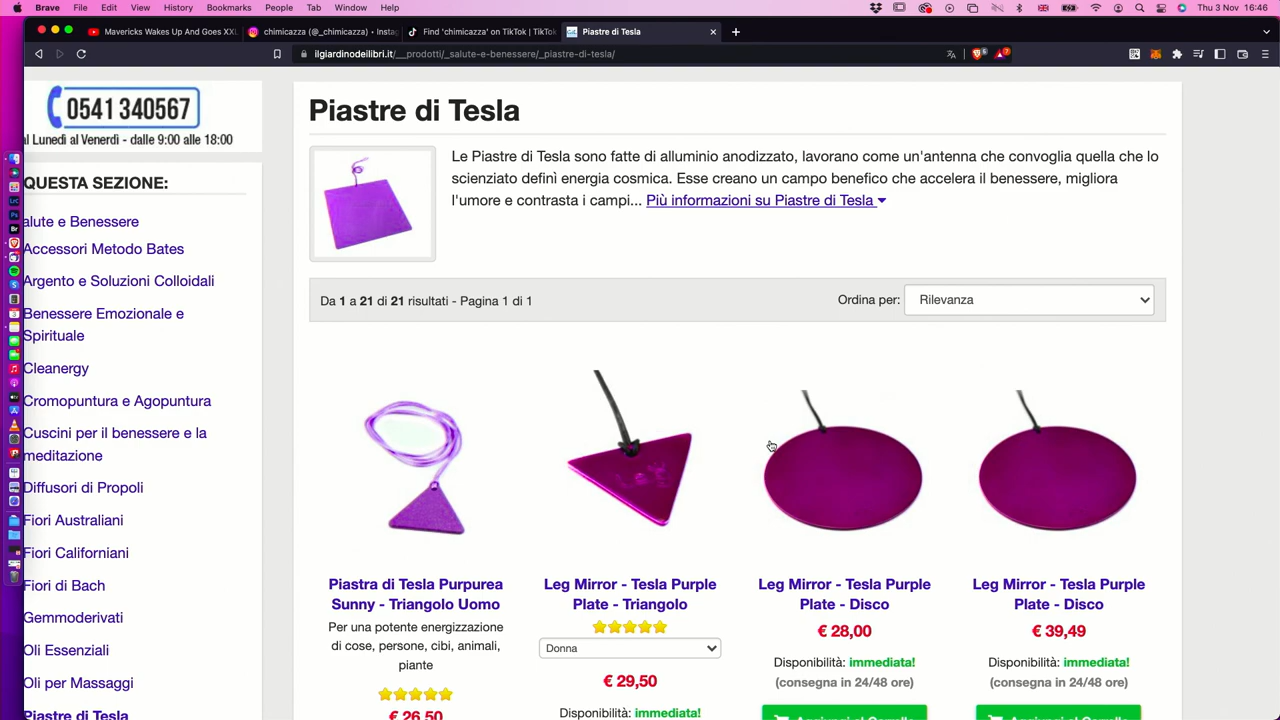 Brave File Edit View History Bookmarks People Tab Window Help
Thu 3 Nov 16:46
Mavericks Wakes Up And Goes XXL
chimicazza (@_chimicazza) • Insta
Find 'chimicazza' on TikTok | TikTok
Piastre di Tesla
ilgiardinodeilibri.it/__prodotti/_salute-e-benessere/_piastre-di-tesla/
0541 340567
al Lunedì al Venerdì - dalle 9:00 alle 18:00
QUESTA SEZIONE:
alute e Benessere
Accessori Metodo Bates
Argento e Soluzioni Colloidali
Benessere Emozionale e
Spirituale
Cleanergy
Cromopuntura e Agopuntura
Cuscini per il benessere e la
meditazione
Diffusori di Propoli
Fiori Australiani
Fiori Californiani
Fiori di Bach
Gemmoderivati
Oli Essenziali
Oli per Massaggi
Piastre di Tesla
Piastre di Tesla
Le Piastre di Tesla sono fatte di alluminio anodizzato, lavorano come un'antenna che convoglia quella che lo
scienziato definì energia cosmica. Esse creano un campo benefico che accelera il benessere, migliora
l'umore e contrasta i campi... Più informazioni su Piastre di Tesla
Da 1 a 21 di 21 risultati - Pagina 1 di 1
Ordina per: Rilevanza
Piastra di Tesla Purpurea
Sunny - Triangolo Uomo
Per una potente energizzazione
di cose, persone, cibi, animali,
piante
€ 26,50
Leg Mirror - Tesla Purple
Plate - Triangolo
Donna
€ 29,50
Disponibilità: immediata!
Leg Mirror - Tesla Purple
Plate - Disco
€ 28,00
Disponibilità: immediata!
(consegna in 24/48 ore)
Aggiungi al Carrello
Leg Mirror - Tesla Purple
Plate - Disco
€ 39,49
Disponibilità: immediata!
(consegna in 24/48 ore)
Aggiungi al Carrello